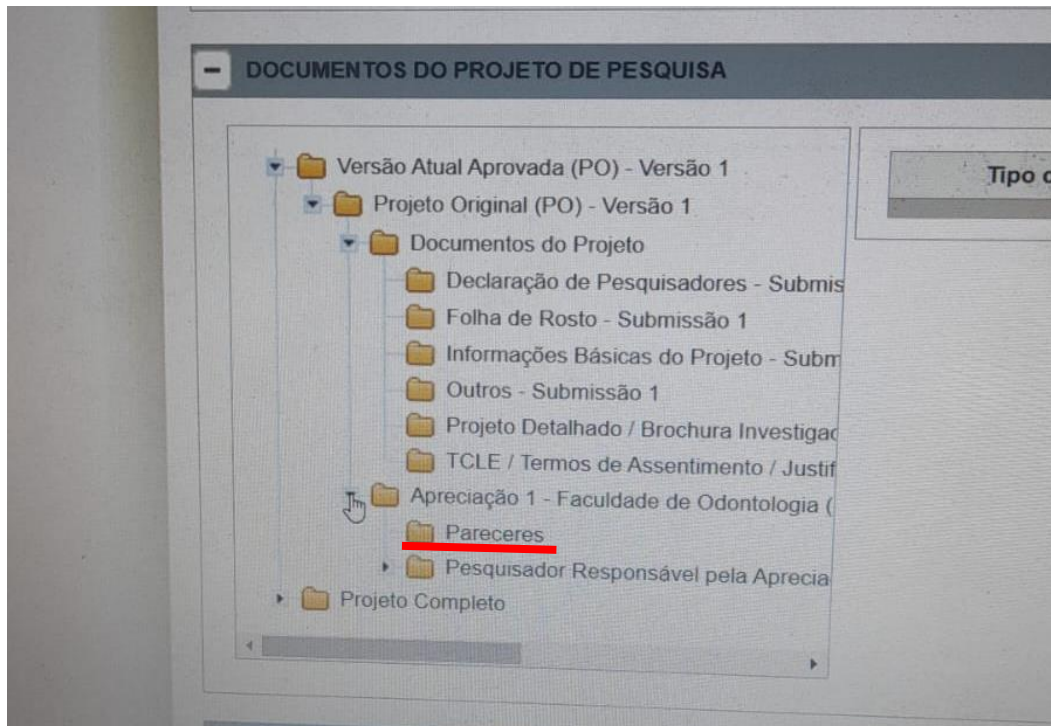 DOCUMENTOS DO PROJETO DE PESQUISA
Versão Atual Aprovada (PO) - Versão 1
Tipo
Projeto Original (PO) - Versão 1
Documentos do Projeto
Declaração de Pesquisadores - Submis
Folha de Rosto - Submissão 1
Informações Básicas do Projeto - Subm
Outros - Submissão 1
Projeto Detalhado / Brochura Investigad
TCLE / Termos de Assentimento / Justif
Apreciação 1 - Faculdade de Odontologia (
Pareceres
Pesquisador Responsável pela Aprecia
Projeto Completo